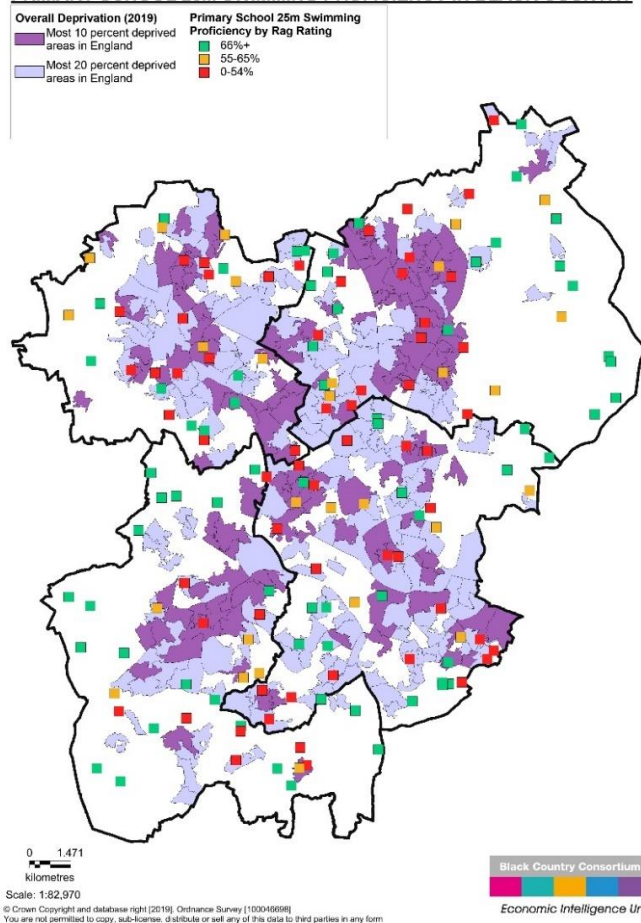 Overall Deprivation (2019)
Most 10 percent deprived
areas in England
Most 20 percent deprived
areas in England
Primary School 25m Swimming
Proficiency by Rag Rating
66%+
55-65%
0-54%
0 1.471
kilometres
Scale: 1:82,970
© Crown Copyright and database right [2019]. Ordnance Survey [100046698]
You are not permitted to copy, sub-license, distribute or sell any of this data to third parties in any form
Black Country Consortium
Economic Intelligence